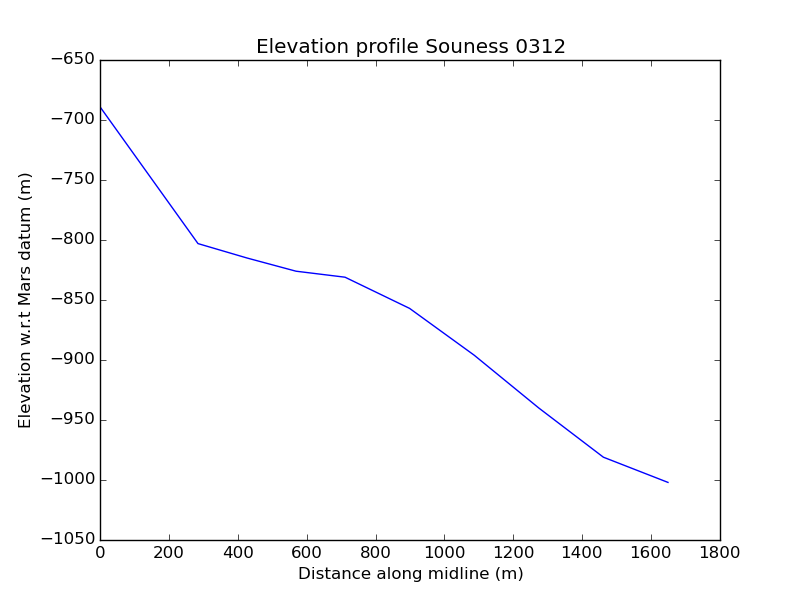 Elevation profile Souness 0312
−650
−700
−750
−800
−850
−900
−950
−1000
−1050
Elevation w.r.t Mars datum (m)
0 200 400 600 800 1000 1200 1400 1600 1800
Distance along midline (m)